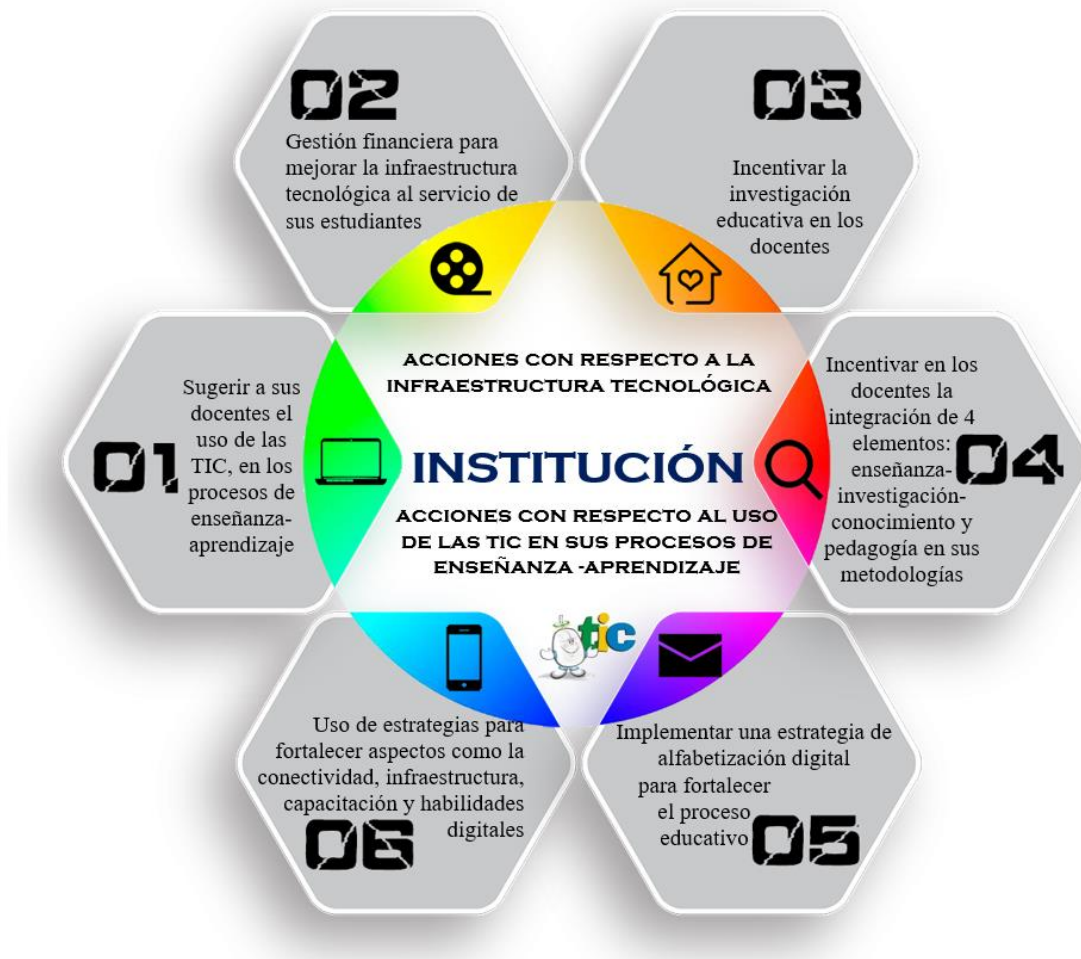 02
Gestión financiera para
mejorar la infraestructura
tecnológica al servicio de
sus estudiantes
03
Incentivar la
investigación
educativa en los
docentes
ACCIONES CON RESPECTO A LA
INFRAESTRUCTURA TECNOLÓGICA
INSTITUCIÓN
ACCIONES CON RESPECTO AL USO
DE LAS TIC EN SUS PROCESOS DE
ENSEÑANZA -APRENDIZAJE
tic
01
Sugerir a sus
docentes el
uso de las
TIC, en los
procesos de
enseñanza-
aprendizaje
Incentivar en los
docentes la
integración de 4
elementos:
enseñanza-
investigación-
conocimiento y
pedagogía en sus
metodologías
04
Uso de estrategias para
fortalecer aspectos como la
conectividad, infraestructura,
capacitación y habilidades
digitales
06
Implementar una estrategia de
alfabetización digital
para fortalecer
el proceso
educativo
05